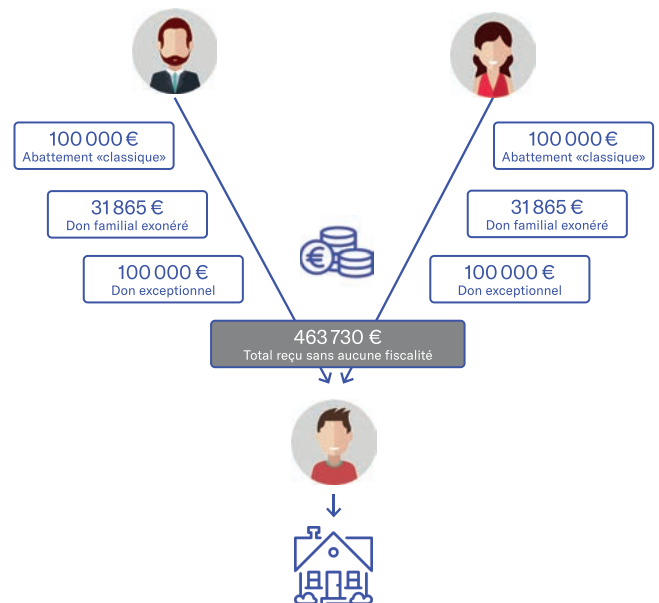 100 000 €
Abattement «classique»
100 000 €
Abattement «classique»
31 865 €
Don familial exonéré
31 865 €
Don familial exonéré
100 000 €
Don exceptionnel
100 000 €
Don exceptionnel
463 730 €
Total reçu sans aucune fiscalité